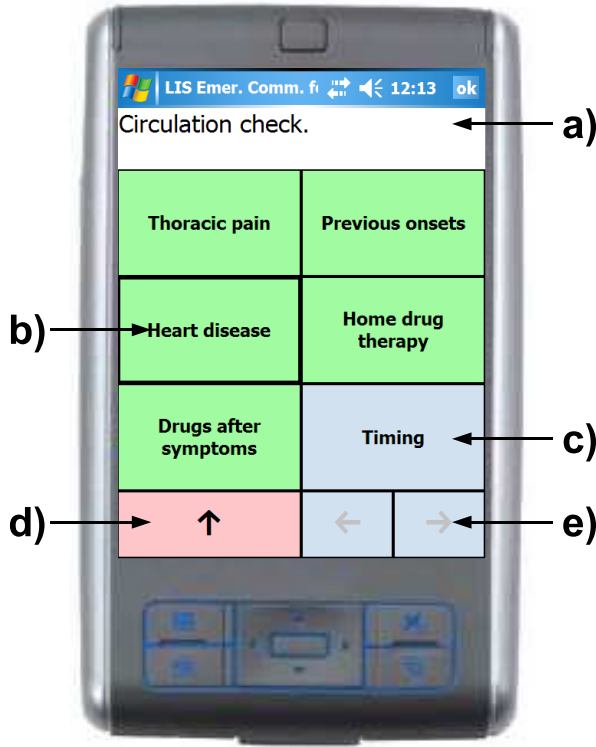 LIS Emer. Comm. f 12:13 ok
Circulation check.
a)
Thoracic pain
Previous onsets
b)
Heart disease
Home drug
therapy
Drugs after
symptoms
Timing
c)
d)
↑
← →
e)